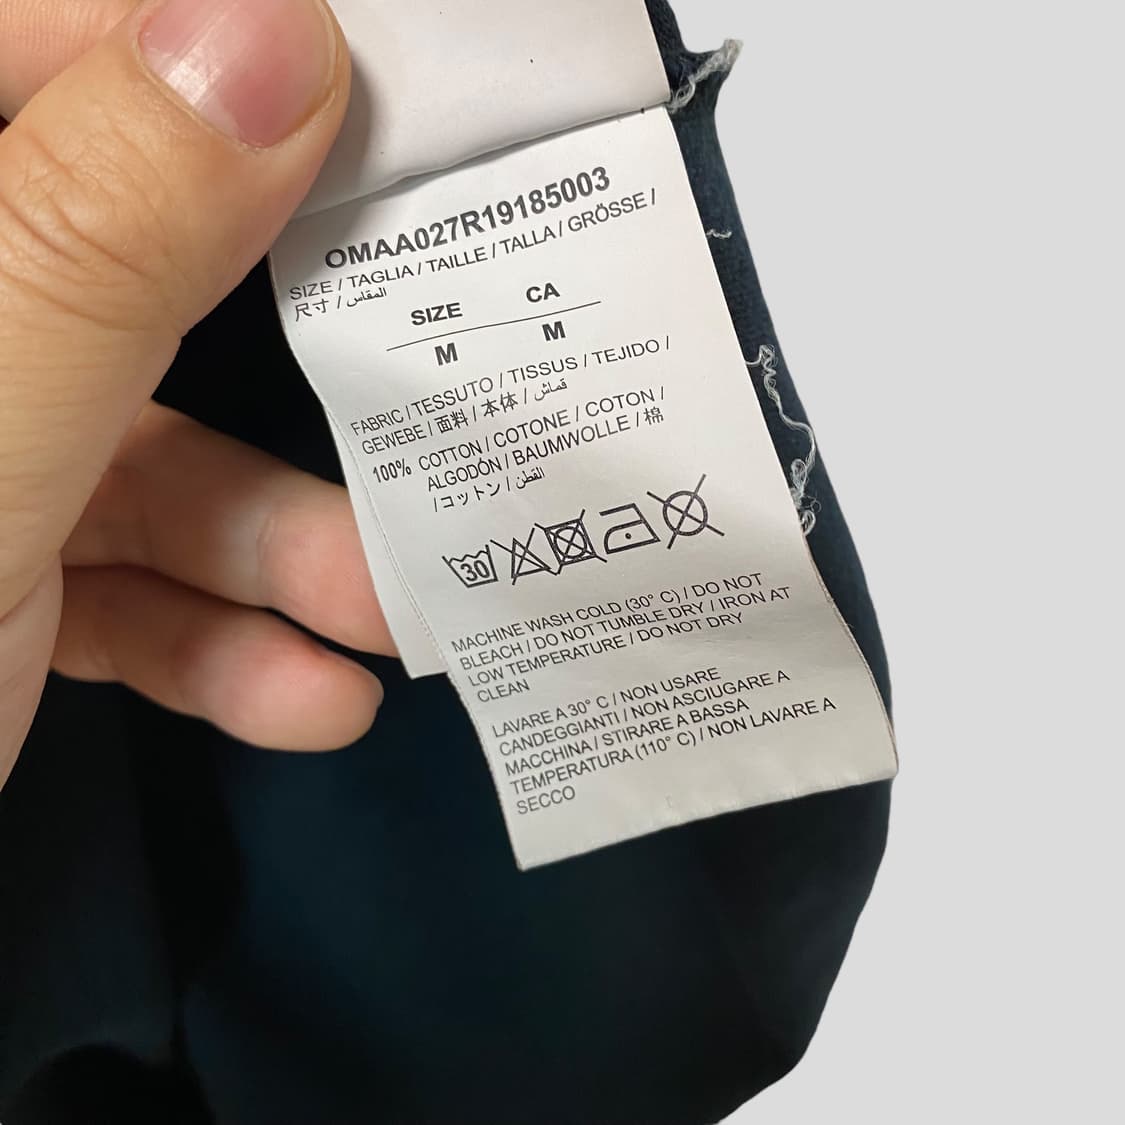 OMAA027R19185003
SIZE / TAGLIA / TAILLE / TALLA / GRÖSSE /
尺寸 / المقاس
SIZE CA
M M
FABRIC / TESSUTO / TISSUS / TEJIDO /
GEWEBE / 面料 / 本体 / قماش
100% COTTON / COTONE / COTON /
ALGODÓN / BAUMWOLLE / 棉
/ コットン / القطن
30
MACHINE WASH COLD (30° C) / DO NOT
BLEACH / DO NOT TUMBLE DRY / IRON AT
LOW TEMPERATURE / DO NOT DRY
CLEAN
LAVARE A 30° C / NON USARE
CANDEGGIANTI / NON ASCIUGARE A
MACCHINA / STIRARE A BASSA
TEMPERATURA (110° C) / NON LAVARE A
SECCO